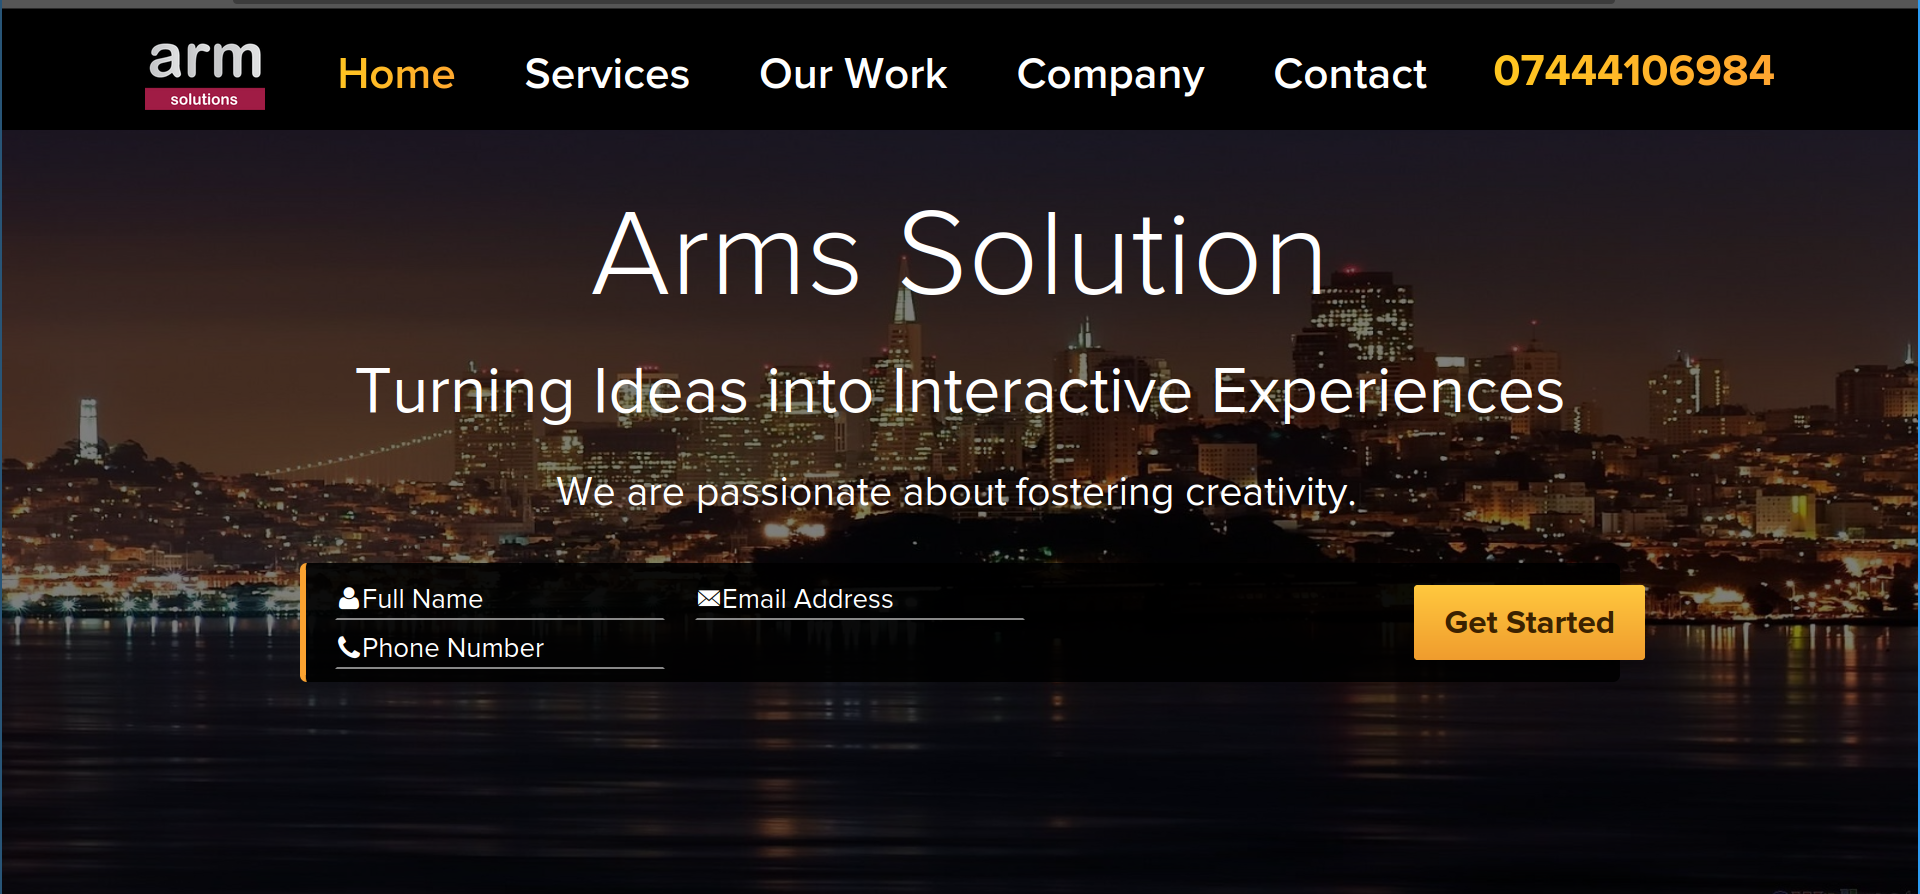 arm
solutions
Home Services Our Work Company Contact 07444106984
Arms Solution
Turning Ideas into Interactive Experiences
We are passionate about fostering creativity.
Full Name Email Address
Phone Number
Get Started